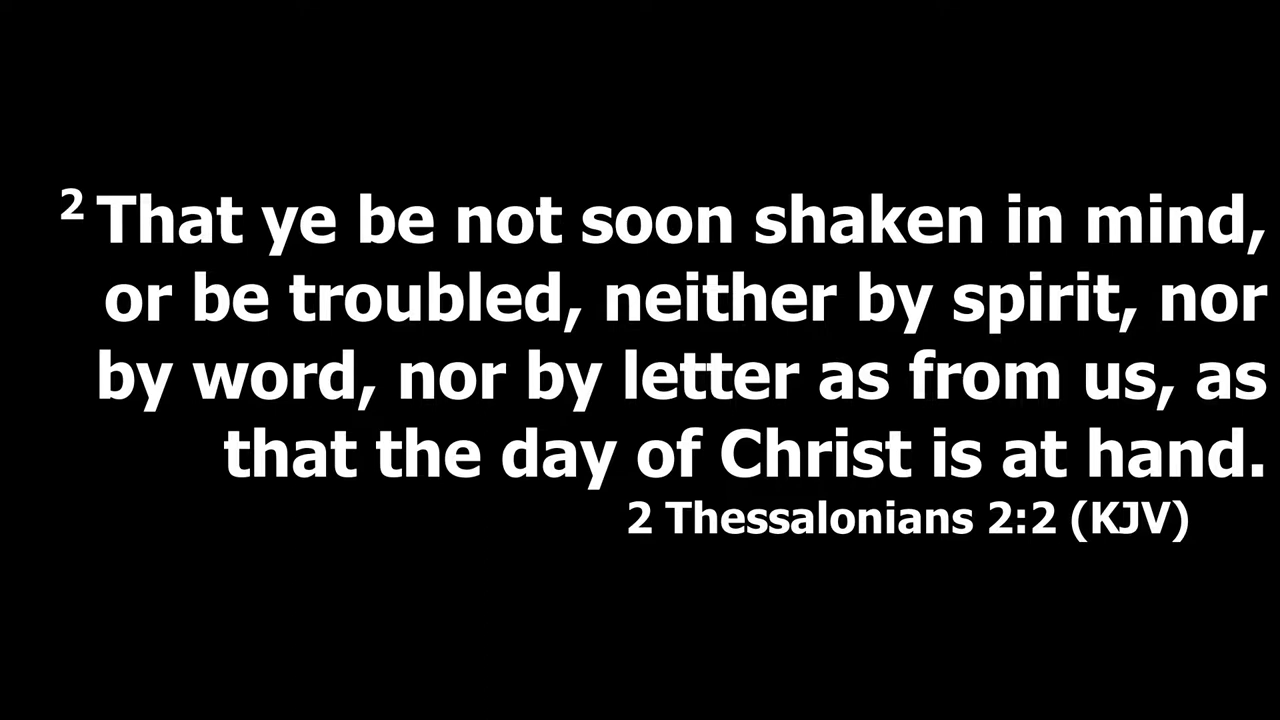 2 That ye be not soon shaken in mind,
or be troubled, neither by spirit, nor
by word, nor by letter as from us, as
that the day of Christ is at hand.
2 Thessalonians 2:2 (KJV)